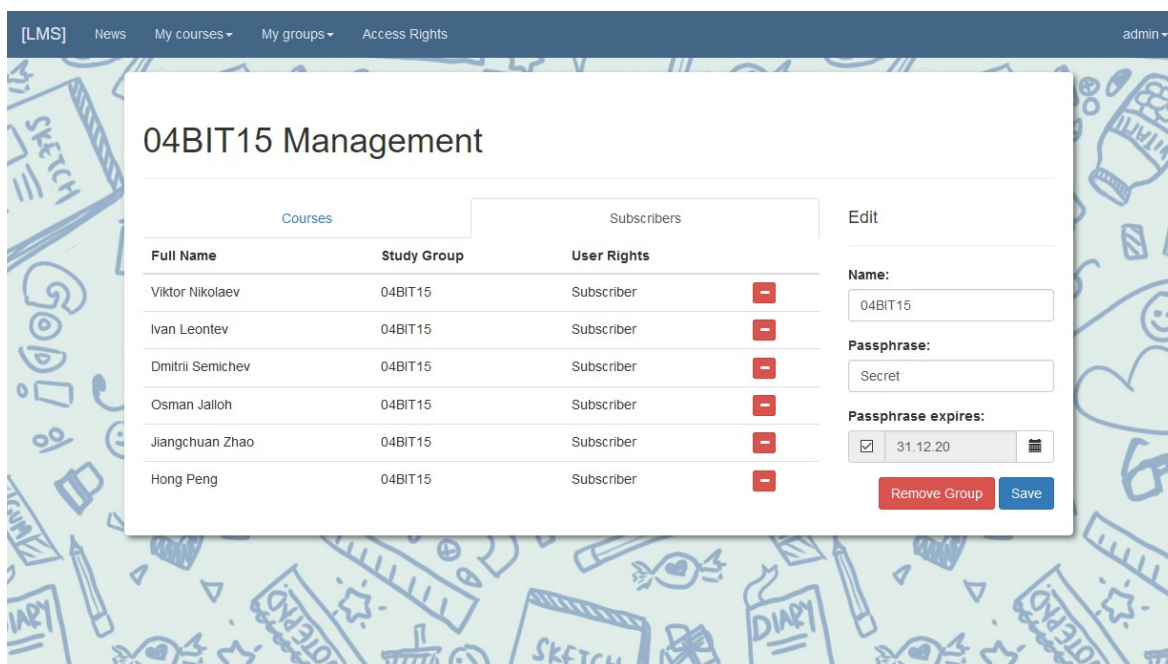 [LMS] News My courses My groups Access Rights admin
SKETCH
04BIT15 Management
Courses Subscribers Edit
Full Name Study Group User Rights
Name:
Viktor Nikolaev 04BIT15 Subscriber
04BIT15
Ivan Leontev 04BIT15 Subscriber
Passphrase:
Dmitrii Semichev 04BIT15 Subscriber
Secret
Osman Jalloh 04BIT15 Subscriber
Passphrase expires:
Jiangchuan Zhao 04BIT15 Subscriber
31.12.20
Hong Peng 04BIT15 Subscriber
Remove Group Save
DIARY
SKETCH